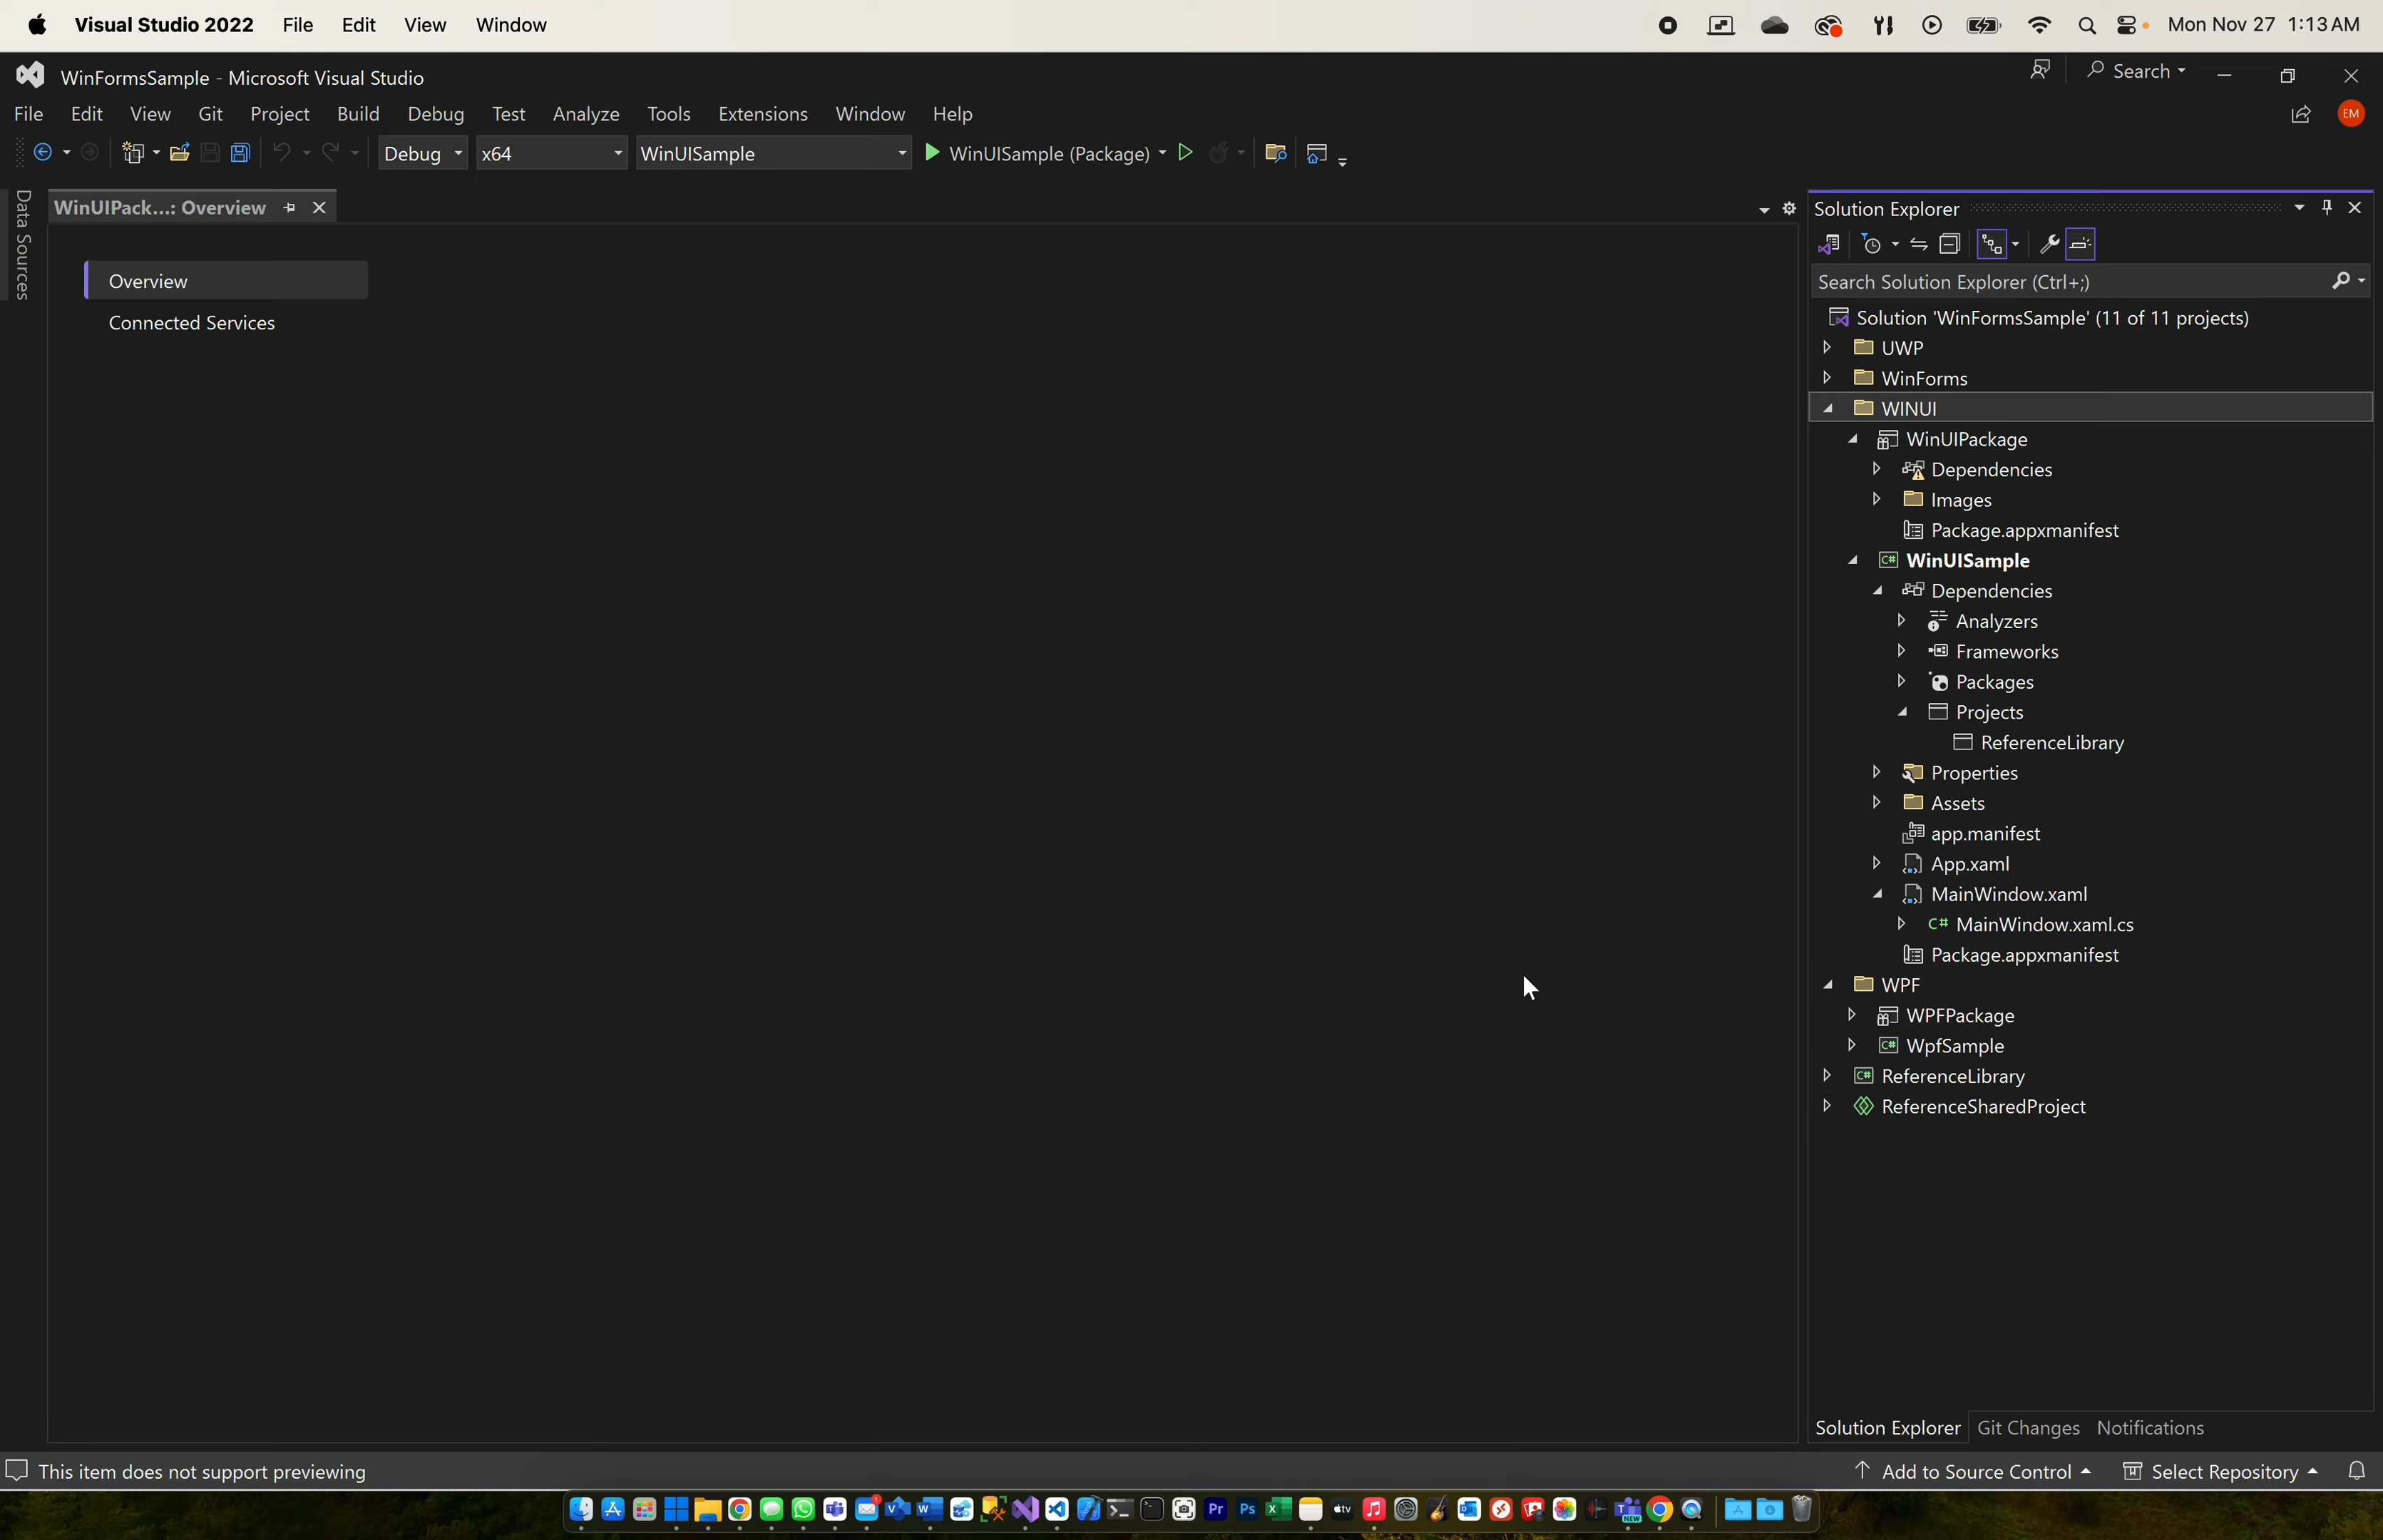 Visual Studio 2022 File Edit View Window Mon Nov 27 1:13 AM
WinFormsSample - Microsoft Visual Studio Search
File Edit View Git Project Build Debug Test Analyze Tools Extensions Window Help EM
Debug x64 WinUISample WinUISample (Package)
Data Sources
WinUIPack...: Overview
Overview
Connected Services
Solution Explorer
Search Solution Explorer (Ctrl+;)
Solution 'WinFormsSample' (11 of 11 projects)
UWP
WinForms
WINUI
WinUIPackage
Dependencies
Images
Package.appxmanifest
C# WinUISample
Dependencies
Analyzers
Frameworks
Packages
Projects
ReferenceLibrary
Properties
Assets
app.manifest
App.xaml
MainWindow.xaml
C# MainWindow.xaml.cs
Package.appxmanifest
WPF
WPFPackage
C# WpfSample
C# ReferenceLibrary
ReferenceSharedProject
Solution Explorer Git Changes Notifications
This item does not support previewing Add to Source Control Select Repository
Pr Ps tv NEW